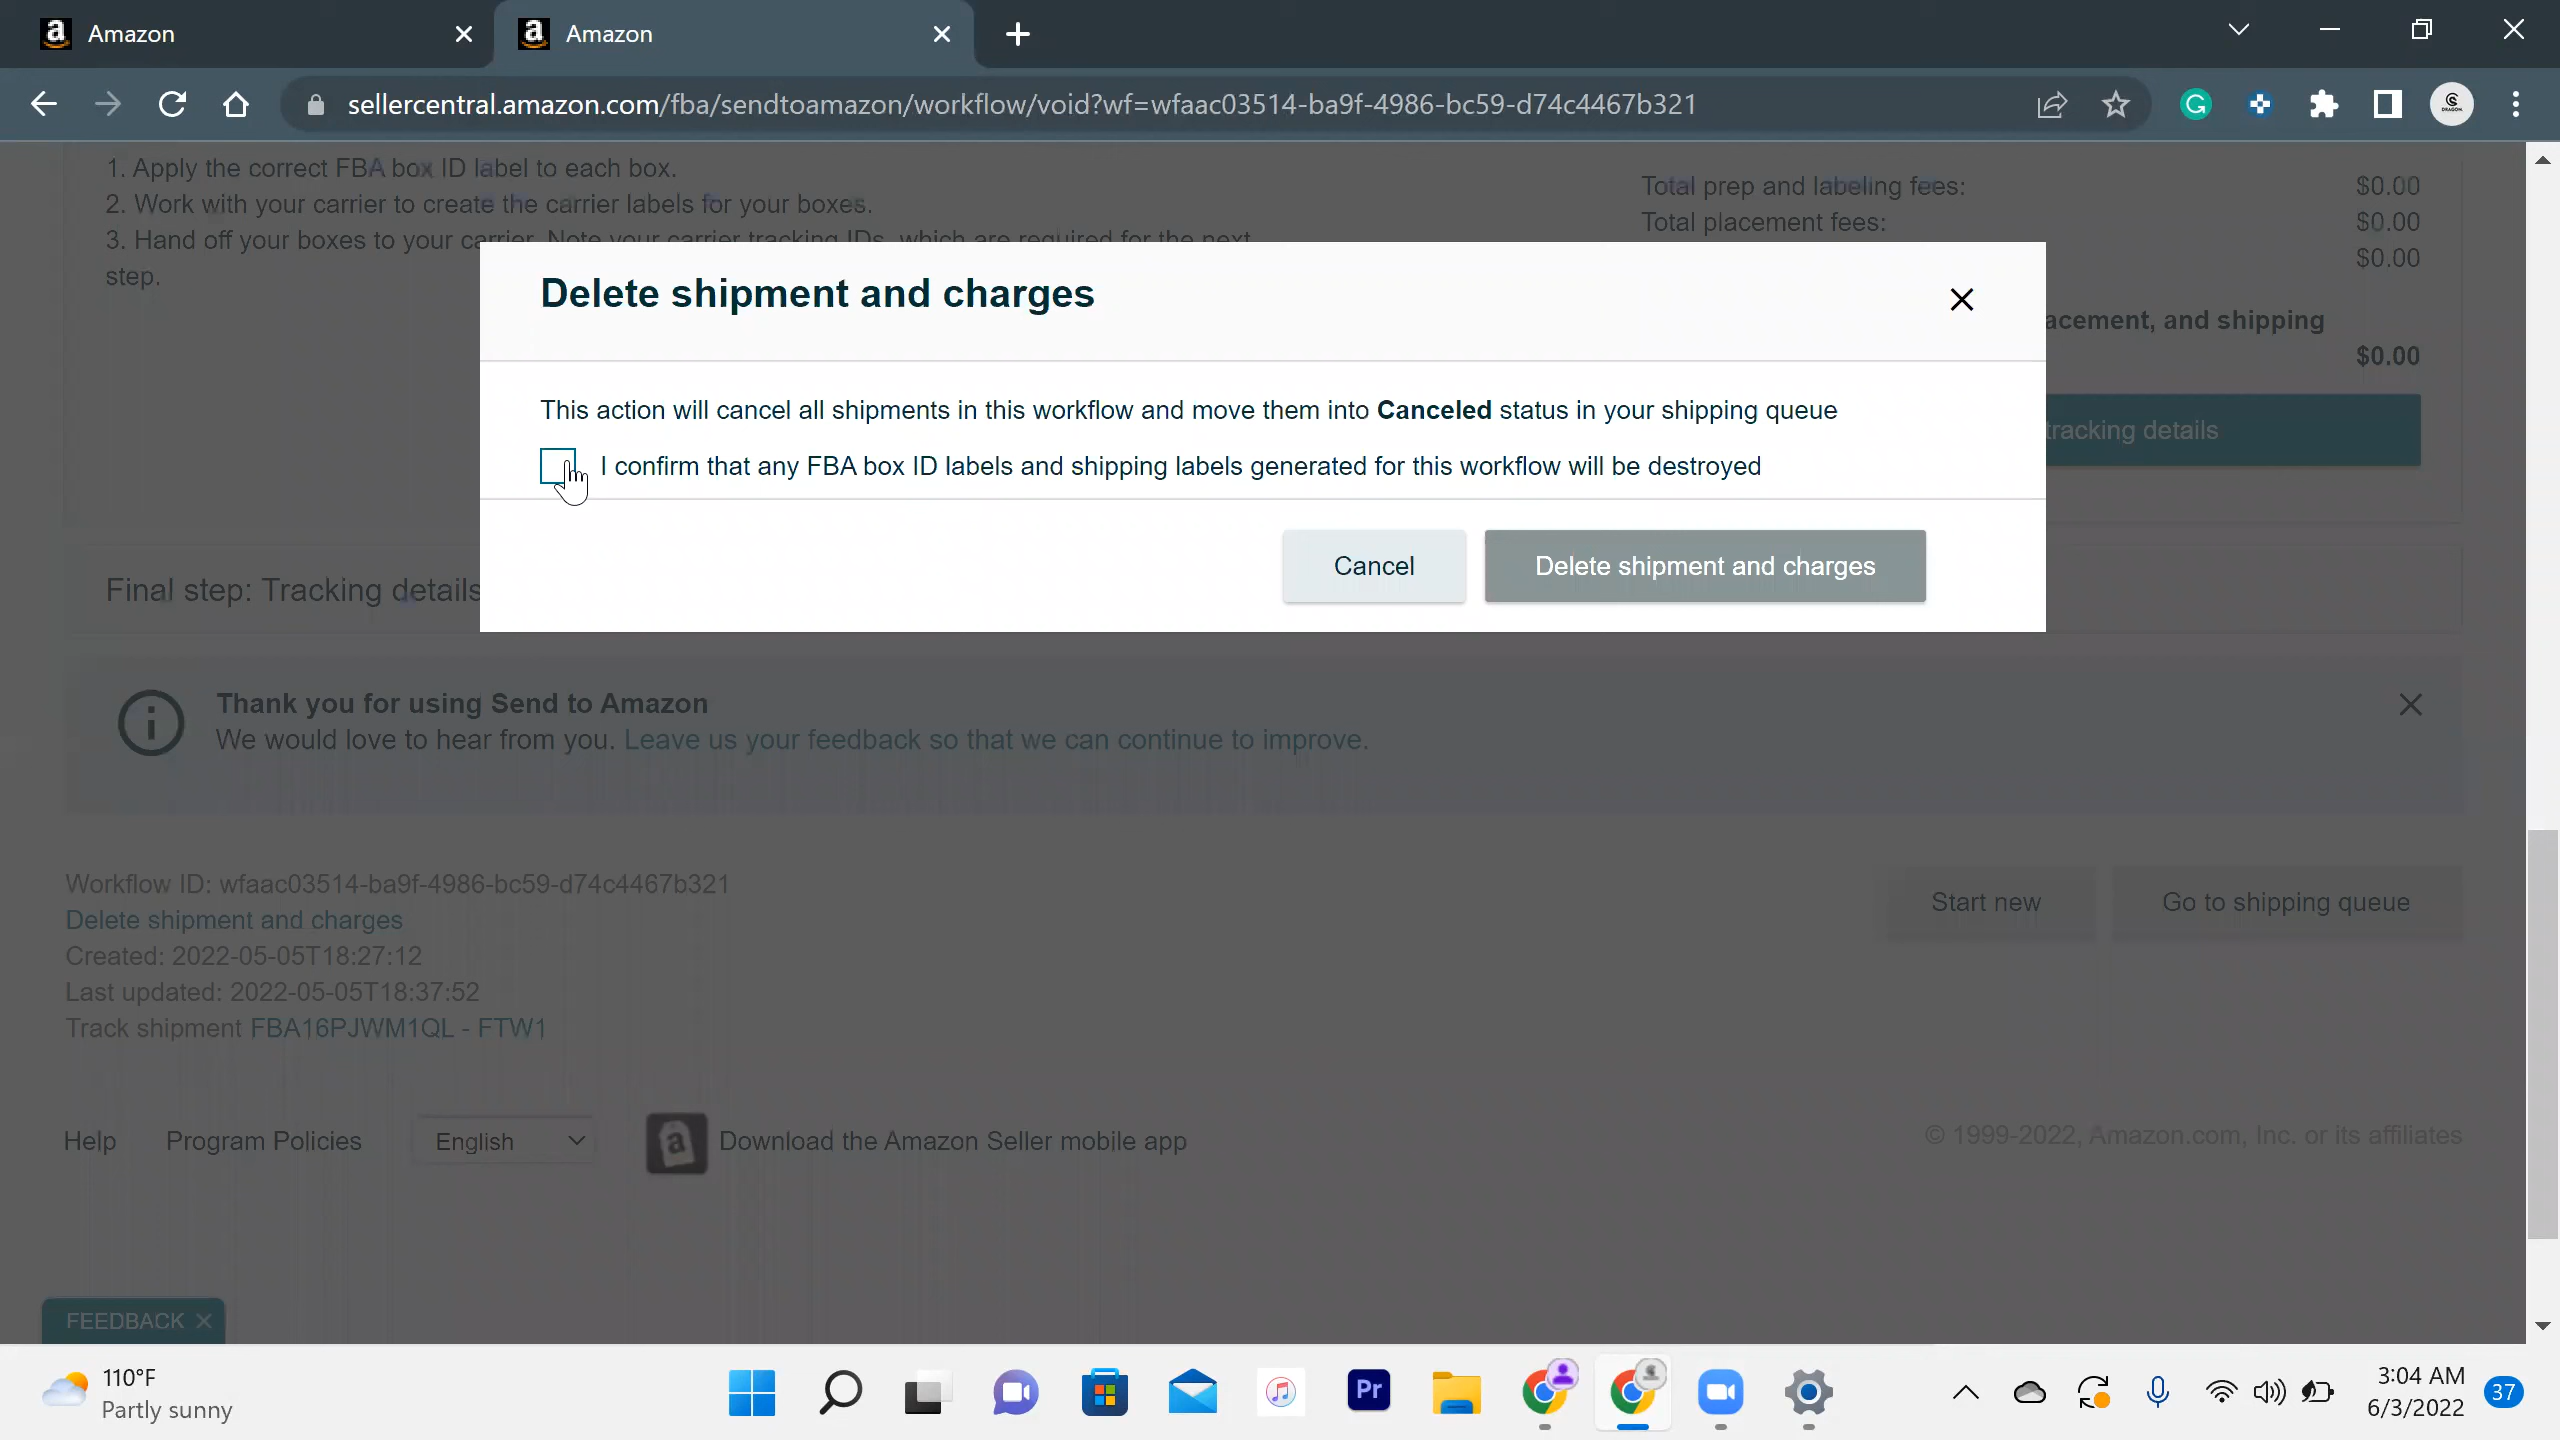 Amazon
Amazon
sellercentral.amazon.com/fba/sendtoamazon/workflow/void?wf=wfaac03514-ba9f-4986-bc59-d74c4467b321
1. Apply the correct FBA box ID label to each box.
2. Work with your carrier to create the carrier labels for your boxes.
3. Hand off your boxes to your carrier. Note your carrier tracking IDs, which are required for the next
step.
Total prep and labeling fees: $0.00
Total placement fees: $0.00
$0.00
acement, and shipping
$0.00
tracking details
Delete shipment and charges
This action will cancel all shipments in this workflow and move them into Canceled status in your shipping queue
I confirm that any FBA box ID labels and shipping labels generated for this workflow will be destroyed
Cancel
Delete shipment and charges
Final step: Tracking details
Thank you for using Send to Amazon
We would love to hear from you. Leave us your feedback so that we can continue to improve.
Workflow ID: wfaac03514-ba9f-4986-bc59-d74c4467b321
Delete shipment and charges
Created: 2022-05-05T18:27:12
Last updated: 2022-05-05T18:37:52
Track shipment FBA16PJWM1QL - FTW1
Start new
Go to shipping queue
Help
Program Policies
English
Download the Amazon Seller mobile app
© 1999-2022, Amazon.com, Inc. or its affiliates
FEEDBACK
110°F
Partly sunny
Pr
3:04 AM
6/3/2022
37